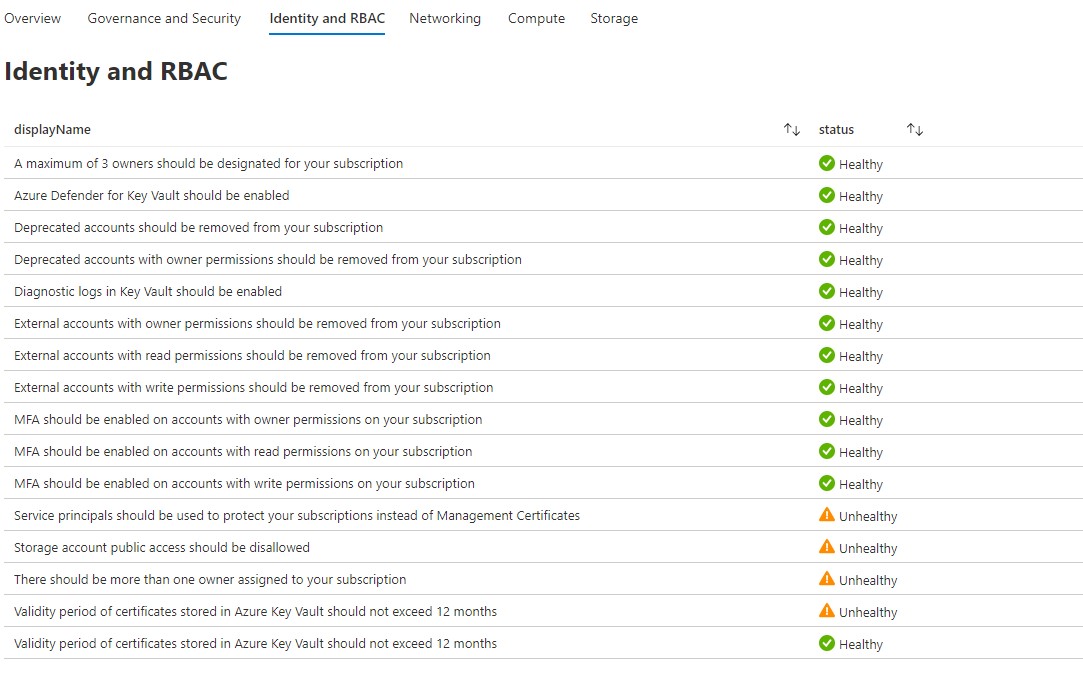 Overview Governance and Security Identity and RBAC Networking Compute Storage
Identity and RBAC
displayName status
A maximum of 3 owners should be designated for your subscription Healthy
Azure Defender for Key Vault should be enabled Healthy
Deprecated accounts should be removed from your subscription Healthy
Deprecated accounts with owner permissions should be removed from your subscription Healthy
Diagnostic logs in Key Vault should be enabled Healthy
External accounts with owner permissions should be removed from your subscription Healthy
External accounts with read permissions should be removed from your subscription Healthy
External accounts with write permissions should be removed from your subscription Healthy
MFA should be enabled on accounts with owner permissions on your subscription Healthy
MFA should be enabled on accounts with read permissions on your subscription Healthy
MFA should be enabled on accounts with write permissions on your subscription Healthy
Service principals should be used to protect your subscriptions instead of Management Certificates Unhealthy
Storage account public access should be disallowed Unhealthy
There should be more than one owner assigned to your subscription Unhealthy
Validity period of certificates stored in Azure Key Vault should not exceed 12 months Unhealthy
Validity period of certificates stored in Azure Key Vault should not exceed 12 months Healthy